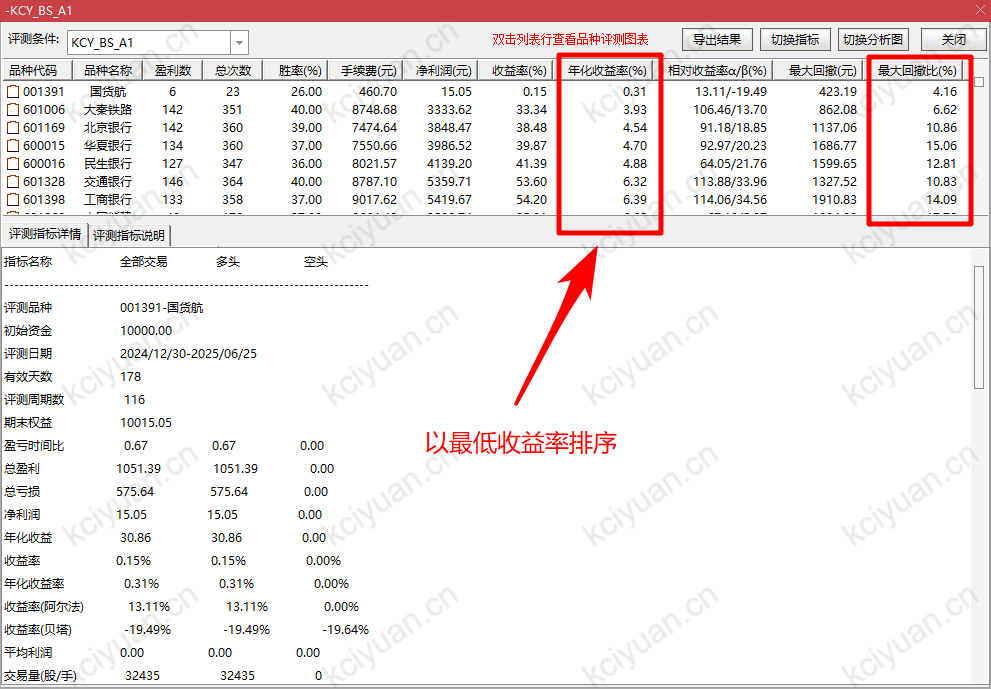 -KCY_BS_A1
评测条件: KCY_BS_A1 双击列表行查看品种评测图表 导出结果 切换指标 切换分析图 关闭
品种代码 品种名称 盈利数 总次数 胜率(%) 手续费(元) 净利润(元) 收益率(%) 年化收益率(%) 相对收益率α/β(%) 最大回撤(元) 最大回撤比(%)
001391 国货航 6 23 26.00 460.70 15.05 0.15 0.31 13.11/-19.49 423.19 4.16
601006 大秦铁路 142 351 40.00 8748.68 3333.62 33.34 3.93 106.46/13.70 862.08 6.62
601169 北京银行 142 360 39.00 7474.64 3848.47 38.48 4.54 91.18/18.85 1137.06 10.86
600015 华夏银行 134 360 37.00 7550.66 3986.52 39.87 4.70 92.97/20.23 1686.77 15.06
600016 民生银行 127 347 36.00 8021.57 4139.20 41.39 4.88 64.05/21.76 1599.65 12.81
601328 交通银行 146 364 40.00 8787.10 5359.71 53.60 6.32 113.88/33.96 1327.52 10.83
601398 工商银行 133 358 37.00 9017.62 5419.67 54.20 6.39 114.06/34.56 1910.83 14.09
评测指标详情 评测指标说明
指标名称 全部交易 多头 空头
--------------------------------------------------------------------------------
评测品种 001391-国货航
初始资金 10000.00
评测日期 2024/12/30-2025/06/25
有效天数 178
评测周期数 116
期末权益 10015.05
盈亏时间比 0.67 0.67 0.00
总盈利 1051.39 1051.39 0.00
总亏损 575.64 575.64 0.00
净利润 15.05 15.05 0.00
年化收益 30.86 30.86 0.00
收益率 0.15% 0.15% 0.00%
年化收益率 0.31% 0.31% 0.00%
收益率(阿尔法) 13.11% 13.11% 0.00%
收益率(贝塔) -19.49% -19.49% -19.64%
平均利润 0.00 0.00 0.00
交易量(股/手) 32435 32435 0
以最低收益率排序
kciyuan.cn